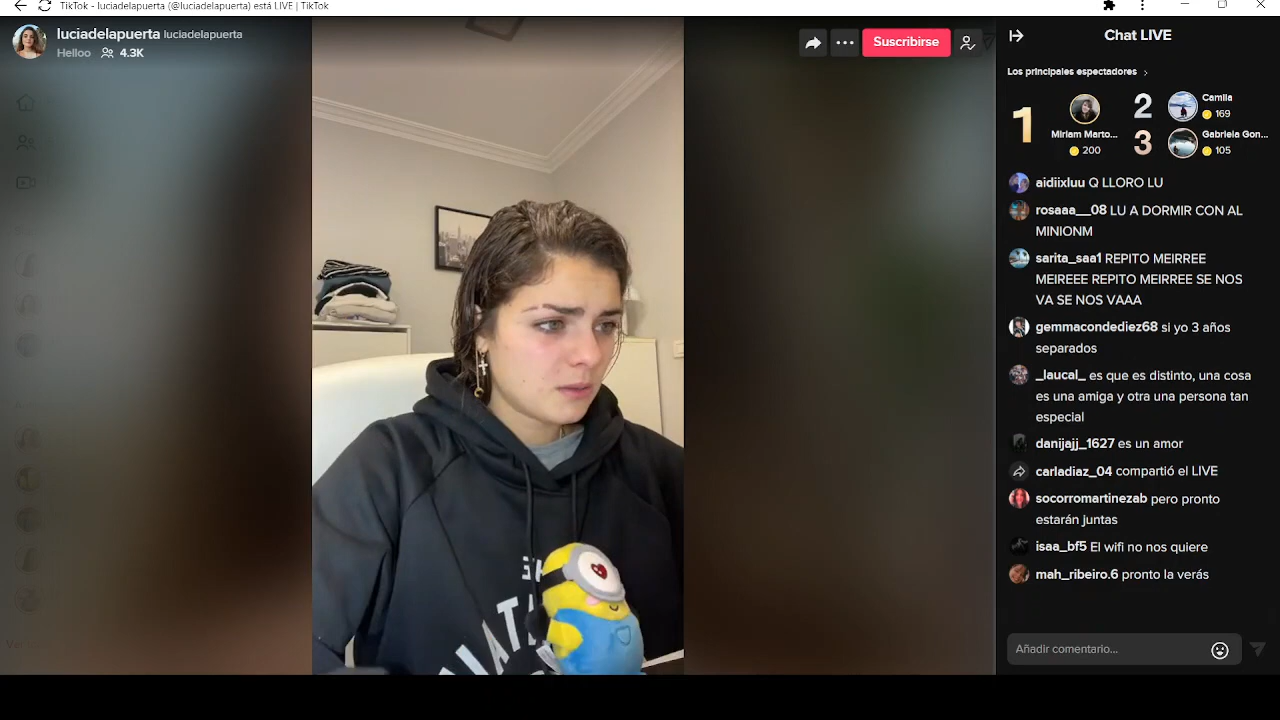 TikTok - luciadelapuerta (@luciadelapuerta) está LIVE | TikTok
luciadelapuerta luciadelapuerta
Helloo 4.3K
Suscribirse
Chat LIVE
Los principales espectadores
1
Miriam Marto...
200
2
Camila
169
3
Gabriela Gon...
105
aidiixluu Q LLORO LU
rosaaa__08 LU A DORMIR CON AL
MINIONM
sarita_saa1 REPITO MEIRREE
MEIREEE REPITO MEIRREE SE NOS
VA SE NOS VAAA
gemmacondediez68 si yo 3 años
separados
_laucal_ es que es distinto, una cosa
es una amiga y otra una persona tan
especial
danijajj_1627 es un amor
carladiaz_04 compartió el LIVE
socorromartinezab pero pronto
estarán juntas
isaa_bf5 El wifi no nos quiere
mah_ribeiro.6 pronto la verás
Añadir comentario...